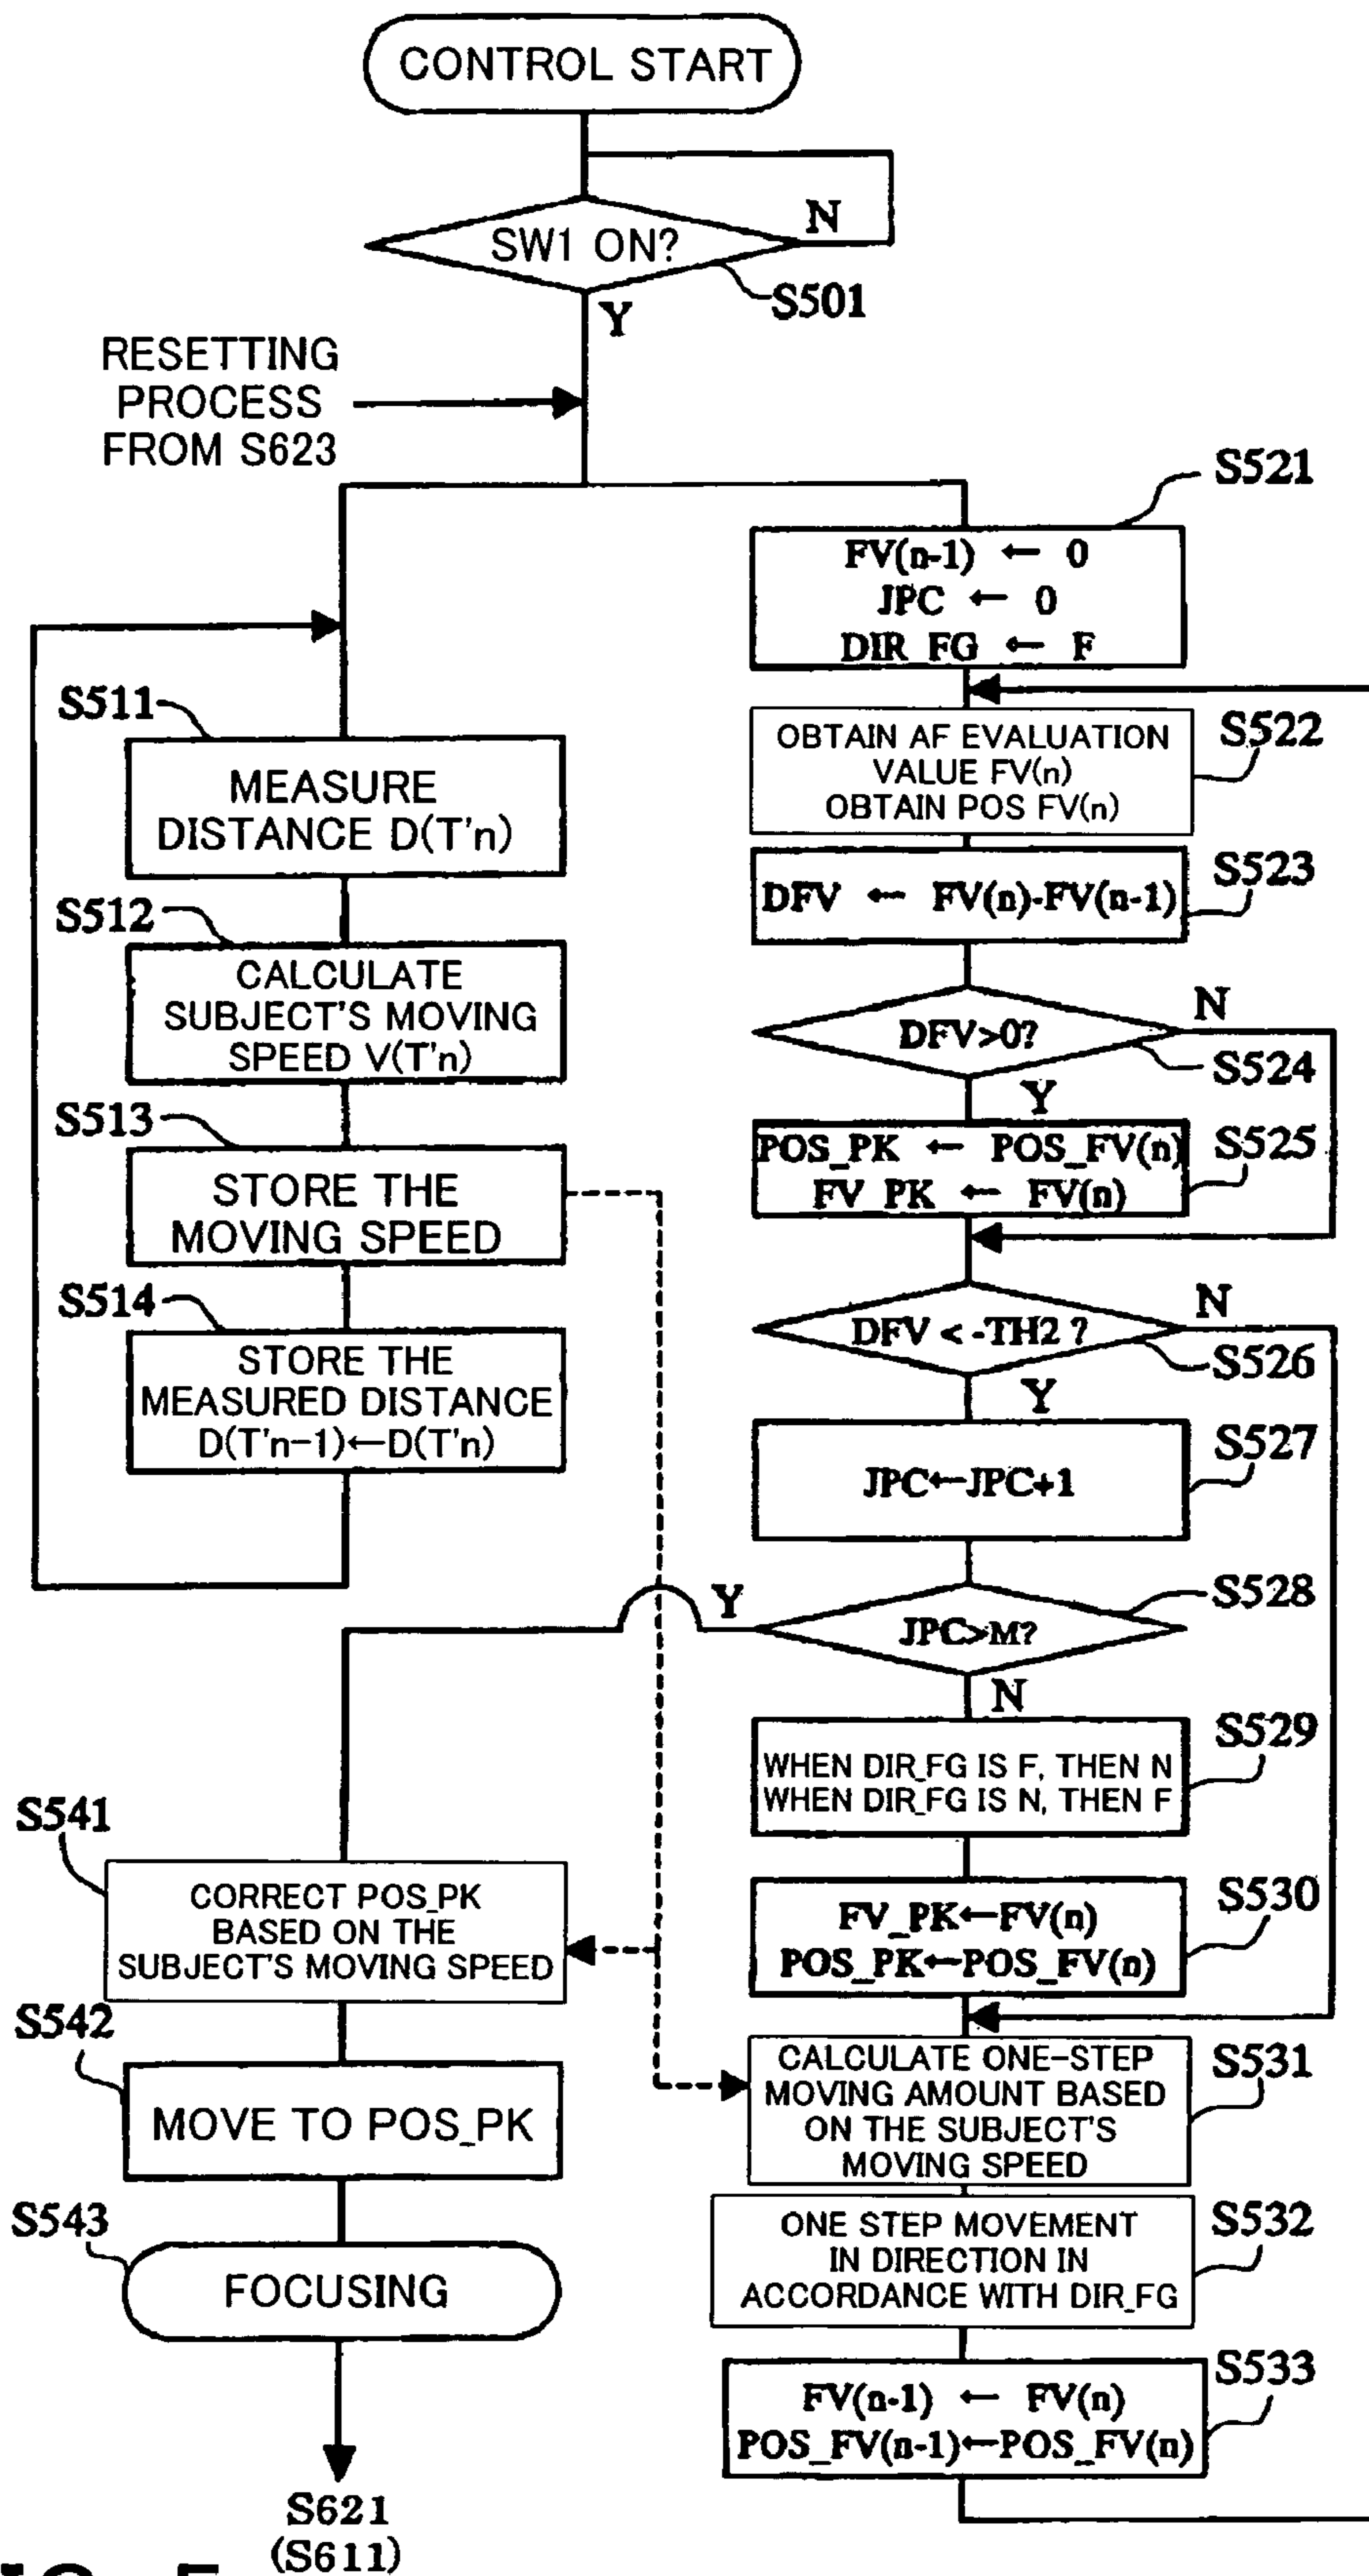 CONTROL START
SW1 ON?
N
S501
Y
RESETTING
PROCESS
FROM S623
S511
MEASURE
DISTANCE D(T'n)
S512
CALCULATE
SUBJECT'S MOVING
SPEED V(T'n)
S513
STORE THE
MOVING SPEED
S514
STORE THE
MEASURED DISTANCE
D(T'n-1)←D(T'n)
S521
FV(n-1) ← 0
JPC ← 0
DIR_FG ← F
S522
OBTAIN AF EVALUATION
VALUE FV(n)
OBTAIN POS FV(n)
S523
DFV ← FV(n)-FV(n-1)
DFV>0?
N
S524
Y
POS_PK ← POS_FV(n)
FV_PK ← FV(n)
S525
DFV < -TH2 ?
N
S526
Y
JPC←JPC+1
S527
JPC>M?
S528
Y
N
WHEN DIR_FG IS F, THEN N
WHEN DIR_FG IS N, THEN F
S529
FV_PK←FV(n)
POS_PK←POS_FV(n)
S530
CALCULATE ONE-STEP
MOVING AMOUNT BASED
ON THE SUBJECT'S
MOVING SPEED
S531
ONE STEP MOVEMENT
IN DIRECTION IN
ACCORDANCE WITH DIR_FG
S532
FV(n-1) ← FV(n)
POS_FV(n-1)←POS_FV(n)
S533
S541
CORRECT POS_PK
BASED ON THE
SUBJECT'S MOVING SPEED
S542
MOVE TO POS_PK
S543
FOCUSING
S621
(S611)